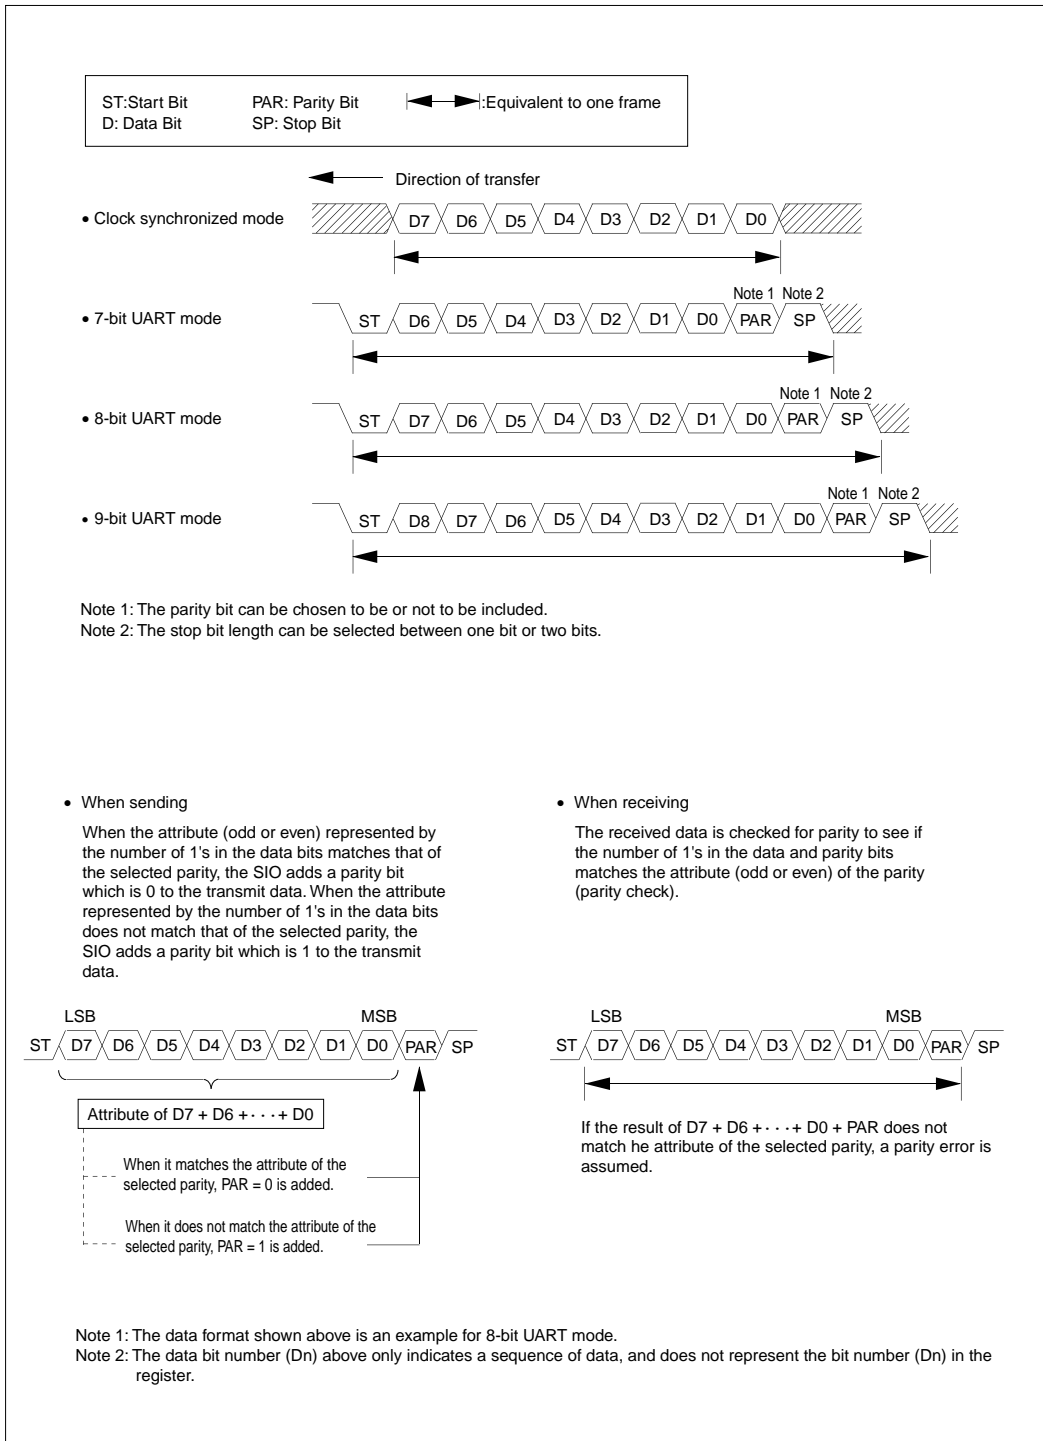 ST:Start Bit PAR: Parity Bit :Equivalent to one frame
D: Data Bit SP: Stop Bit
Direction of transfer
• Clock synchronized mode D7 D6 D5 D4 D3 D2 D1 D0
Note 1 Note 2
• 7-bit UART mode ST D6 D5 D4 D3 D2 D1 D0 PAR SP
Note 1 Note 2
• 8-bit UART mode ST D7 D6 D5 D4 D3 D2 D1 D0 PAR SP
Note 1 Note 2
• 9-bit UART mode ST D8 D7 D6 D5 D4 D3 D2 D1 D0 PAR SP
Note 1: The parity bit can be chosen to be or not to be included.
Note 2: The stop bit length can be selected between one bit or two bits.
• When sending
When the attribute (odd or even) represented by
the number of 1's in the data bits matches that of
the selected parity, the SIO adds a parity bit
which is 0 to the transmit data. When the attribute
represented by the number of 1's in the data bits
does not match that of the selected parity, the
SIO adds a parity bit which is 1 to the transmit
data.
LSB MSB
ST D7 D6 D5 D4 D3 D2 D1 D0 PAR SP
Attribute of D7 + D6 +· · ·+ D0
When it matches the attribute of the
selected parity, PAR = 0 is added.
When it does not match the attribute of the
selected parity, PAR = 1 is added.
• When receiving
The received data is checked for parity to see if
the number of 1's in the data and parity bits
matches the attribute (odd or even) of the parity
(parity check).
LSB MSB
ST D7 D6 D5 D4 D3 D2 D1 D0 PAR SP
If the result of D7 + D6 +· · ·+ D0 + PAR does not
match he attribute of the selected parity, a parity error is
assumed.
Note 1: The data format shown above is an example for 8-bit UART mode.
Note 2: The data bit number (Dn) above only indicates a sequence of data, and does not represent the bit number (Dn) in the
register.